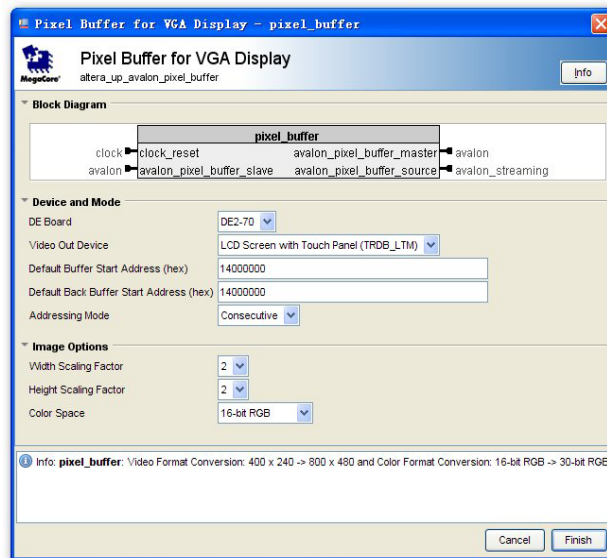 Pixel Buffer for VGA Display - pixel_buffer
MegaCore'
Pixel Buffer for VGA Display
altera_up_avalon_pixel_buffer
Info
Block Diagram
pixel_buffer
clock clock_reset avalon_pixel_buffer_master avalon
avalon avalon_pixel_buffer_slave avalon_pixel_buffer_source avalon_streaming
Device and Mode
DE Board DE2-70
Video Out Device LCD Screen with Touch Panel (TRDB_LTM)
Default Buffer Start Address (hex) 14000000
Default Back Buffer Start Address (hex) 14000000
Addressing Mode Consecutive
Image Options
Width Scaling Factor 2
Height Scaling Factor 2
Color Space 16-bit RGB
Info: pixel_buffer: Video Format Conversion: 400 x 240 -> 800 x 480 and Color Format Conversion: 16-bit RGB -> 30-bit RGB
Cancel Finish